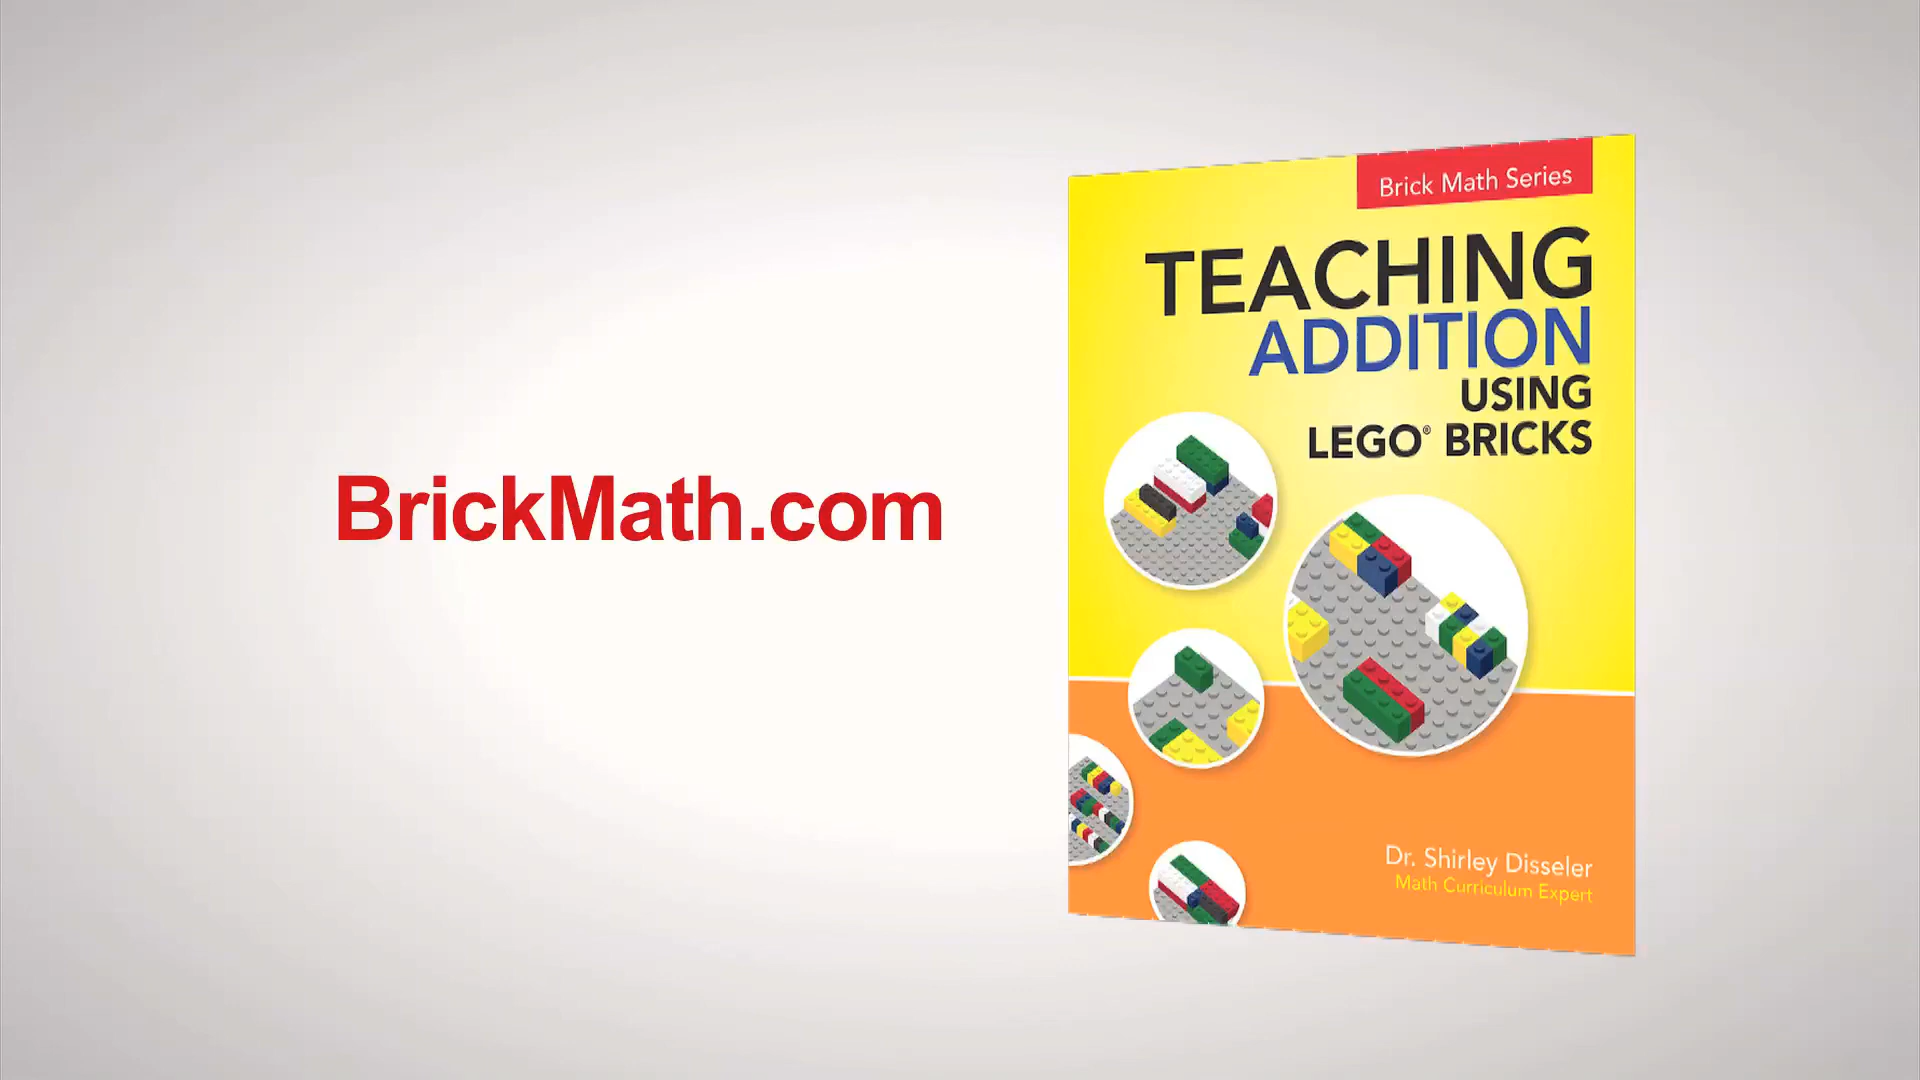 BrickMath.com
Brick Math Series
TEACHING
ADDITION
USING
LEGO® BRICKS
Dr. Shirley Disseler
Math Curriculum Expert